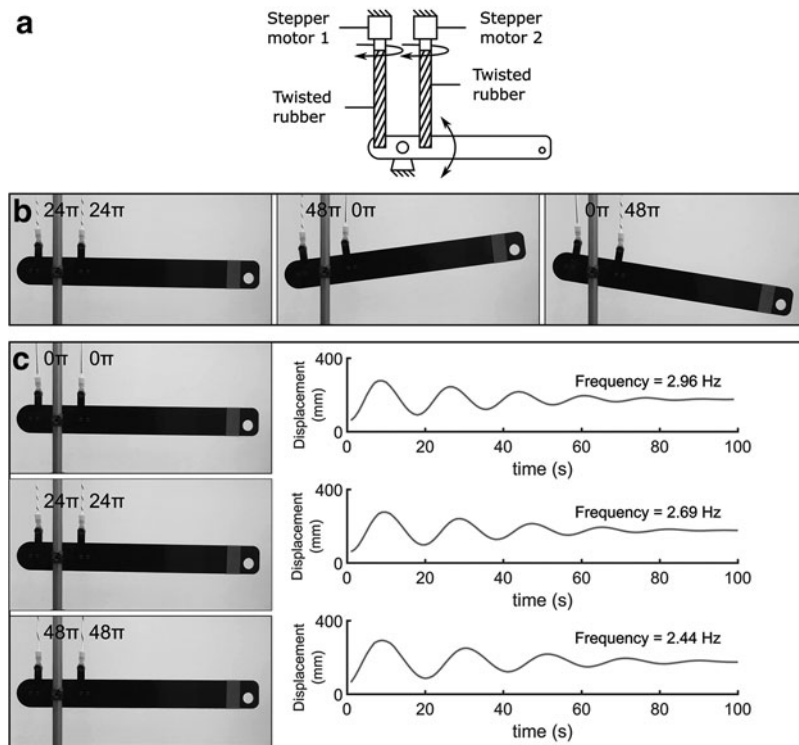 a
Stepper
motor 1
Stepper
motor 2
Twisted
rubber
Twisted
rubber
b
24π 24π
48π 0π
0π 48π
c
0π 0π
400
Displacement
(mm)
0
Frequency = 2.96 Hz
0 20 40 60 80 100
time (s)
24π 24π
400
Displacement
(mm)
0
Frequency = 2.69 Hz
0 20 40 60 80 100
time (s)
48π 48π
400
Displacement
(mm)
0
Frequency = 2.44 Hz
0 20 40 60 80 100
time (s)